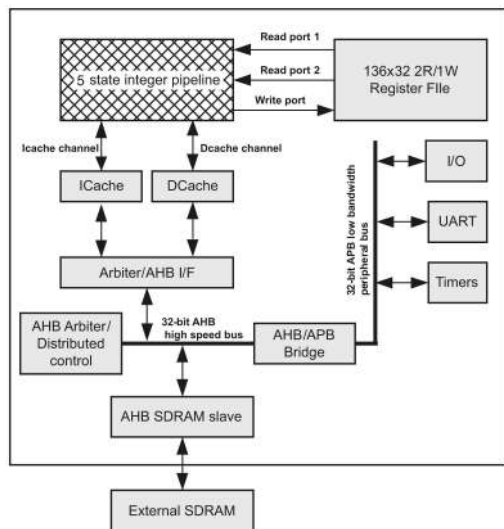 Read port 1
5 state integer pipeline
Read port 2
Write port
136x32 2R/1W
Register FIle
Icache channel
Dcache channel
ICache
DCache
Arbiter/AHB I/F
32-bit APB low bandwidth
peripheral bus
I/O
UART
Timers
AHB Arbiter/
Distributed control
32-bit AHB
high speed bus
AHB/APB
Bridge
AHB SDRAM slave
External SDRAM